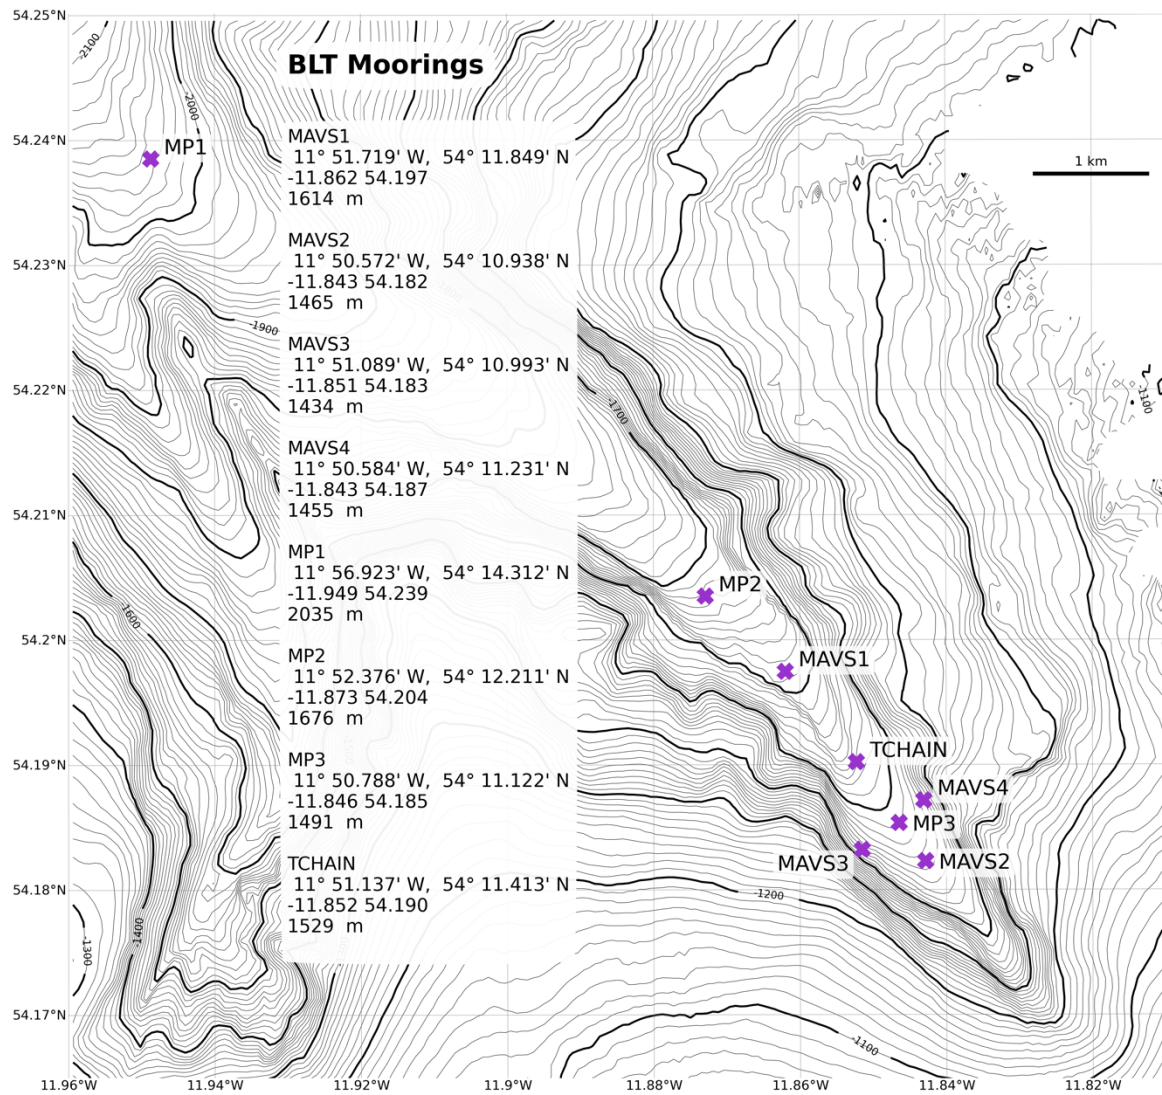 54.25°N
-2100
BLT Moorings
-2000
54.24°N
MP1
1 km
MAVS1
11° 51.719' W, 54° 11.849' N
-11.862 54.197
1614 m
54.23°N
MAVS2
11° 50.572' W, 54° 10.938' N
-11.843 54.182
1465 m
-1900
MAVS3
11° 51.089' W, 54° 10.993' N
-11.851 54.183
1434 m
54.22°N
-1700
-1100
MAVS4
11° 50.584' W, 54° 11.231' N
-11.843 54.187
1455 m
54.21°N
MP1
11° 56.923' W, 54° 14.312' N
-11.949 54.239
2035 m
MP2
1600
54.2°N
MP2
11° 52.376' W, 54° 12.211' N
-11.873 54.204
1676 m
MAVS1
54.19°N
MP3
11° 50.788' W, 54° 11.122' N
-11.846 54.185
1491 m
TCHAIN
MAVS4
MP3
MAVS3
MAVS2
54.18°N
TCHAIN
11° 51.137' W, 54° 11.413' N
-11.852 54.190
1529 m
-1200
-1400
-1300
54.17°N
-1100
11.96°W
11.94°W
11.92°W
11.9°W
11.88°W
11.86°W
11.84°W
11.82°W